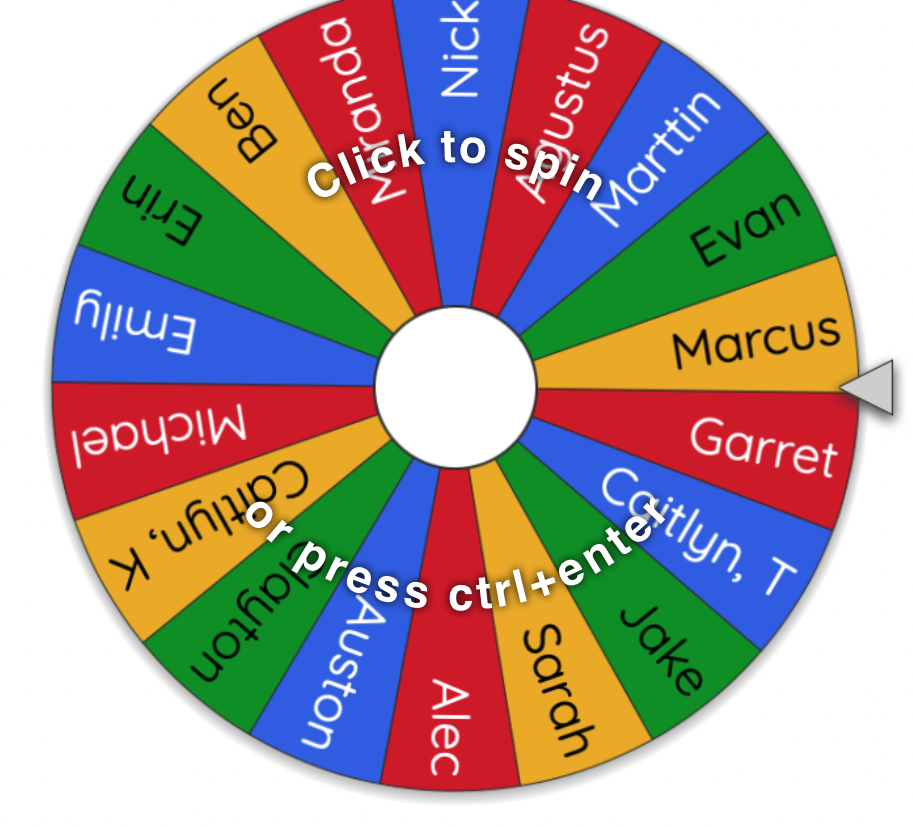 Click to spin
or press ctrl+enter
Nick
Agustus
Marttin
Evan
Marcus
Garret
Caitlyn, T
Jake
Sarah
Alec
Auston
Clayton
Caitlyn, K
Michael
Emily
Erin
Ben
Miranda